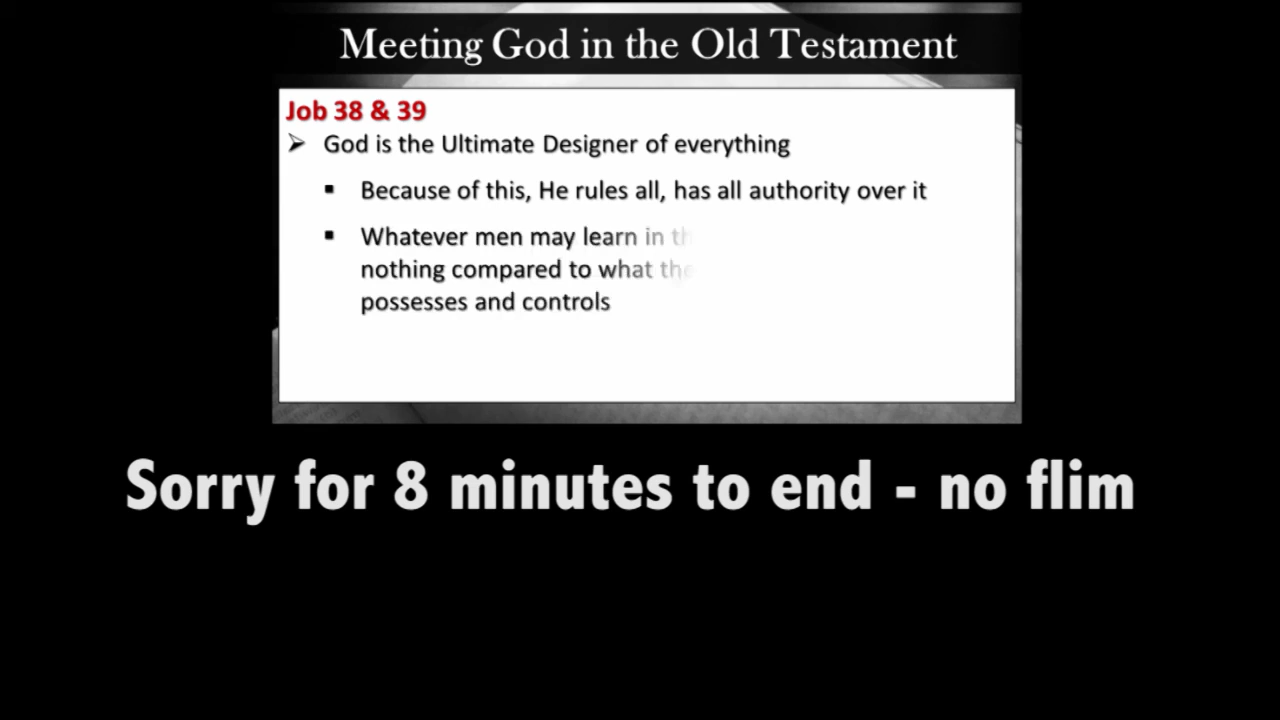 Meeting God in the Old Testament
Job 38 & 39
God is the Ultimate Designer of everything
Because of this, He rules all, has all authority over it
Whatever men may learn in
nothing compared to what
possesses and controls
Sorry for 8 minutes to end - no flim